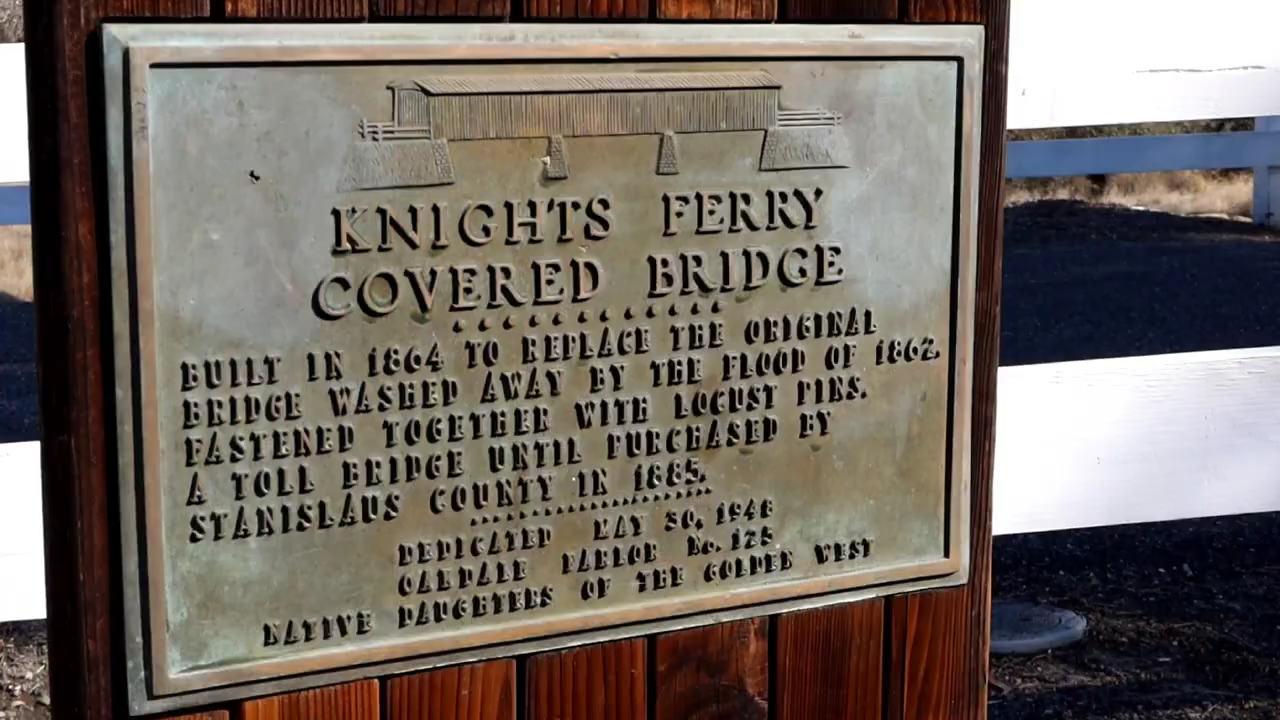 KNIGHTS FERRY
COVERED BRIDGE
BUILT IN 1864 TO REPLACE THE ORIGINAL
BRIDGE WASHED AWAY BY THE FLOOD OF 1862.
FASTENED TOGETHER WITH LOCUST PINS.
A TOLL BRIDGE UNTIL PURCHASED BY
STANISLAUS COUNTY IN 1885.
DEDICATED MAY 30, 1948
OAKDALE PARLOR No. 125
NATIVE DAUGHTERS OF THE GOLDEN WEST